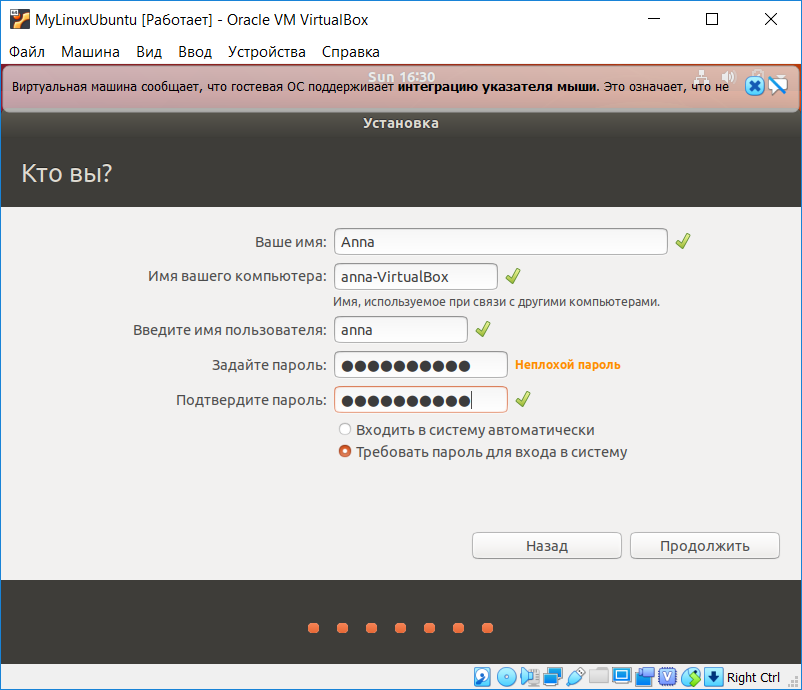 MyLinuxUbuntu [Работает] - Oracle VM VirtualBox
Файл Машина Вид Ввод Устройства Справка
Sun 16:30
Виртуальная машина сообщает, что гостевая ОС поддерживает интеграцию указателя мыши. Это означает, что не
Установка
Кто вы?
Ваше имя: Anna
Имя вашего компьютера: anna-VirtualBox
Имя, используемое при связи с другими компьютерами.
Введите имя пользователя: anna
Задайте пароль: ●●●●●●●●●● Неплохой пароль
Подтвердите пароль: ●●●●●●●●●●
Входить в систему автоматически
Требовать пароль для входа в систему
Назад Продолжить
Right Ctrl